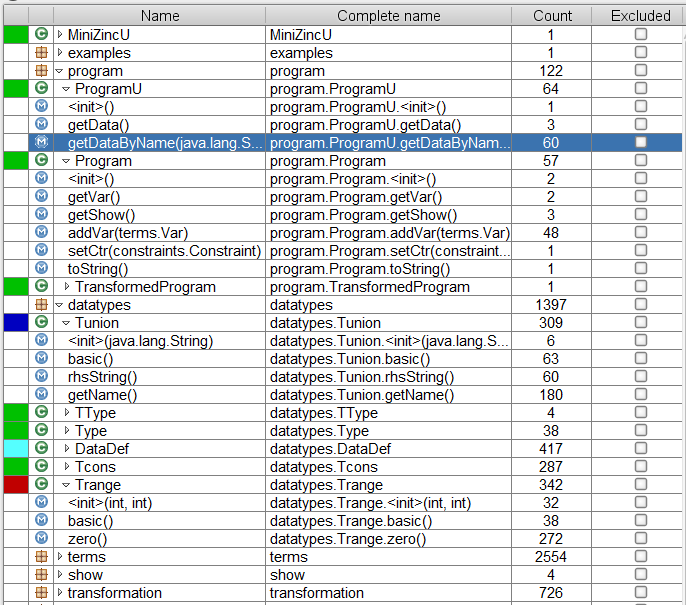 Name Complete name Count Excluded
MiniZincU MiniZincU 1
examples examples 1
program program 122
ProgramU program.ProgramU 64
<init>() program.ProgramU.<init>() 1
getData() program.ProgramU.getData() 3
getDataByName(java.lang.S... program.ProgramU.getDataByNam... 60
Program program.Program 57
<init>() program.Program.<init>() 2
getVar() program.Program.getVar() 2
getShow() program.Program.getShow() 3
addVar(terms.Var) program.Program.addVar(terms.Var) 48
setCtr(constraints.Constraint) program.Program.setCtr(constraint... 1
toString() program.Program.toString() 1
TransformedProgram program.TransformedProgram 1
datatypes datatypes 1397
Tunion datatypes.Tunion 309
<init>(java.lang.String) datatypes.Tunion.<init>(java.lang.S... 6
basic() datatypes.Tunion.basic() 63
rhsString() datatypes.Tunion.rhsString() 60
getName() datatypes.Tunion.getName() 180
TType datatypes.TType 4
Type datatypes.Type 38
DataDef datatypes.DataDef 417
Tcons datatypes.Tcons 287
Trange datatypes.Trange 342
<init>(int, int) datatypes.Trange.<init>(int, int) 32
basic() datatypes.Trange.basic() 38
zero() datatypes.Trange.zero() 272
terms terms 2554
show show 4
transformation transformation 726